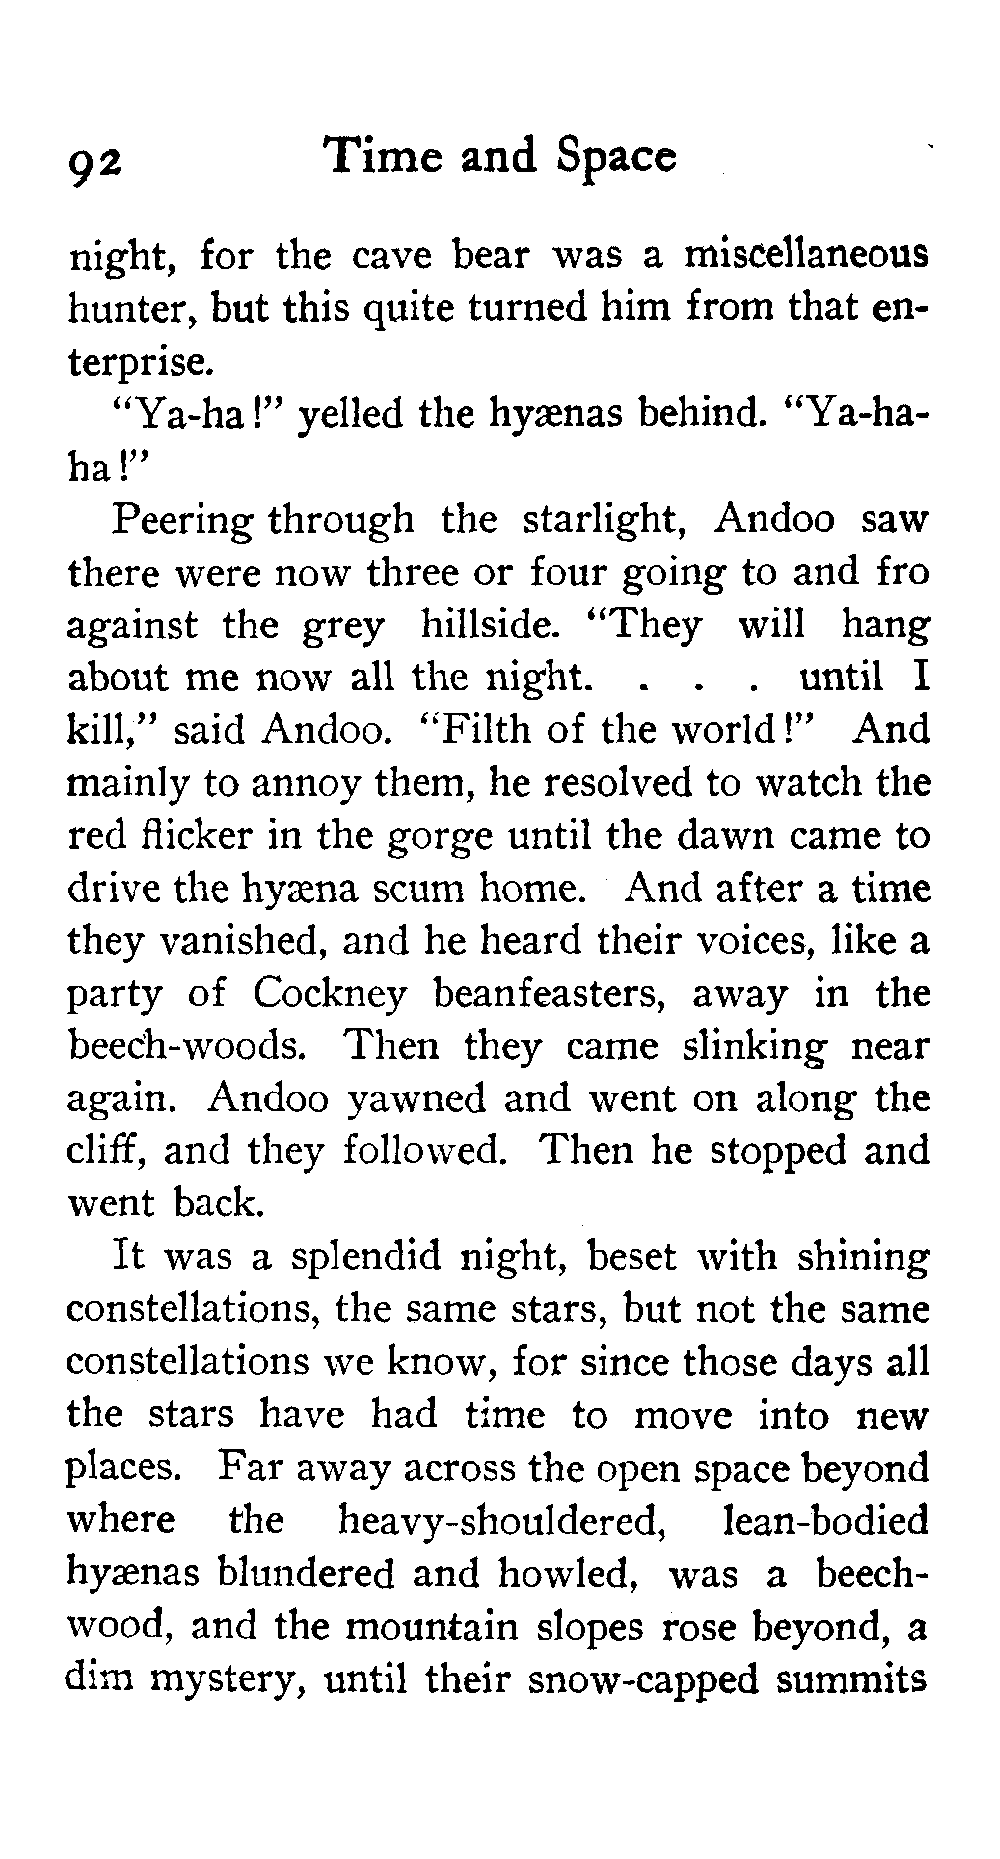 92 Time and Space
night, for the cave bear was a miscellaneous
hunter, but this quite turned him from that en-
terprise.
“Ya-ha!” yelled the hyænas behind. “Ya-ha-
ha!”
Peering through the starlight, Andoo saw
there were now three or four going to and fro
against the grey hillside. “They will hang
about me now all the night. . . . until I
kill,” said Andoo. “Filth of the world!” And
mainly to annoy them, he resolved to watch the
red flicker in the gorge until the dawn came to
drive the hyæna scum home. And after a time
they vanished, and he heard their voices, like a
party of Cockney beanfeasters, away in the
beech-woods. Then they came slinking near
again. Andoo yawned and went on along the
cliff, and they followed. Then he stopped and
went back.
It was a splendid night, beset with shining
constellations, the same stars, but not the same
constellations we know, for since those days all
the stars have had time to move into new
places. Far away across the open space beyond
where the heavy-shouldered, lean-bodied
hyænas blundered and howled, was a beech-
wood, and the mountain slopes rose beyond, a
dim mystery, until their snow-capped summits